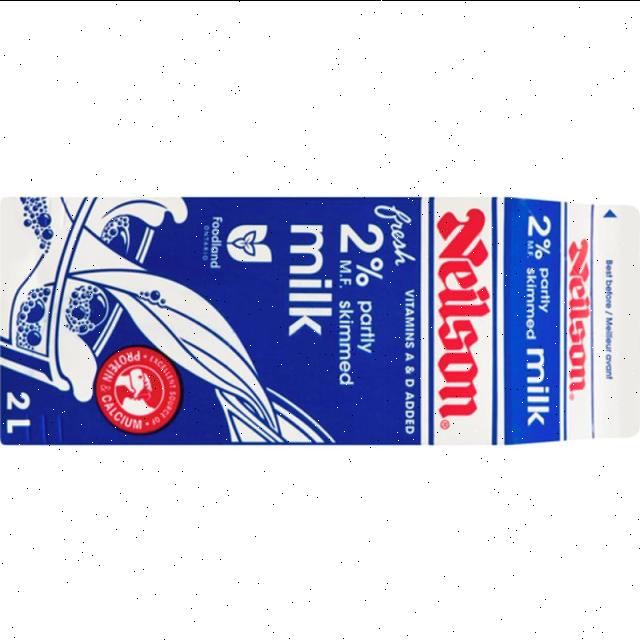 Best before / Meilleur avant
Neilson®
2% partly
M.F. skimmed milk
Neilson®
VITAMINS A & D ADDED
fresh
2% partly
M.F. skimmed
milk
Foodland
ONTARIO
EXCELLENT SOURCE OF
• PROTEIN & CALCIUM •
2 L